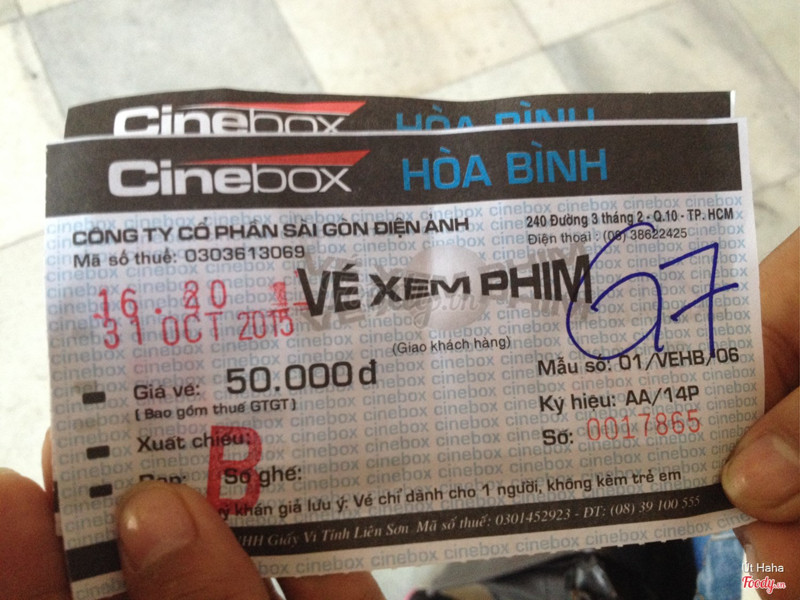 Cinebox HÒA BÌNH
Cinebox HÒA BÌNH
CÔNG TY CỔ PHẦN SÀI GÒN ĐIỆN ẢNH
Mã số thuế: 0303613069
240 Đường 3 tháng 2 - Q.10 - TP. HCM
Điện thoại : (08) 38622425
16.20
31 OCT 2015
VÉ XEM PHIM
67
(Giao khách hàng)
Giá vé: 50.000đ
( Bao gồm thuế GTGT )
Mẫu số: 01/VEHB/06
Ký hiệu: AA/14P
Số: 0017865
Xuất chiếu:
B
Số ghế:
khán giả lưu ý: Vé chỉ dành cho 1 người, không kèm trẻ em
Giấy Vi Tính Liên Sơn Mã số thuế: 0301452923 - ĐT: (08) 39 100 555
Út Haha
Foody.vn